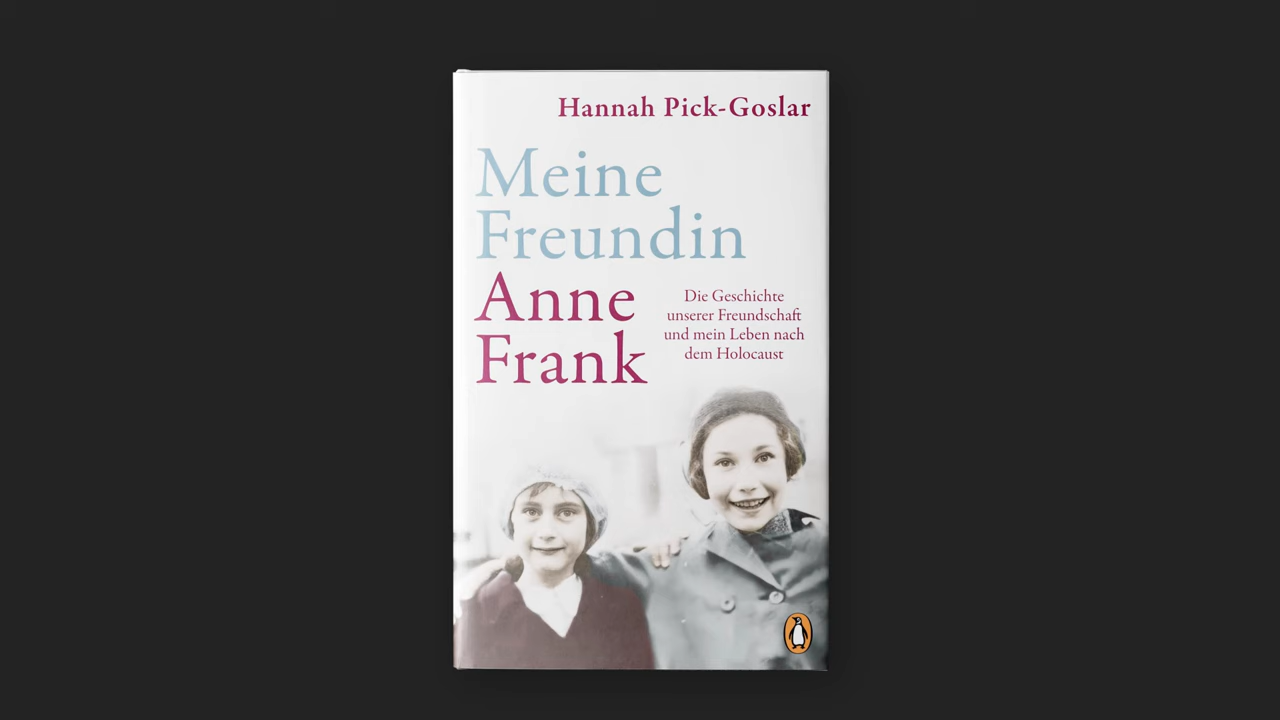 Hannah Pick-Goslar
Meine
Freundin
Anne
Frank
Die Geschichte
unserer Freundschaft
und mein Leben nach
dem Holocaust